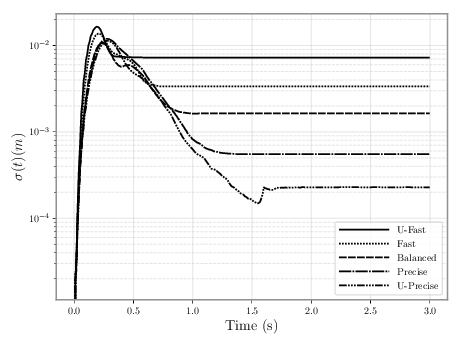 σ(t)(m)
10⁻²
10⁻³
10⁻⁴
0.0 0.5 1.0 1.5 2.0 2.5 3.0
Time (s)
U-Fast
Fast
Balanced
Precise
U-Precise